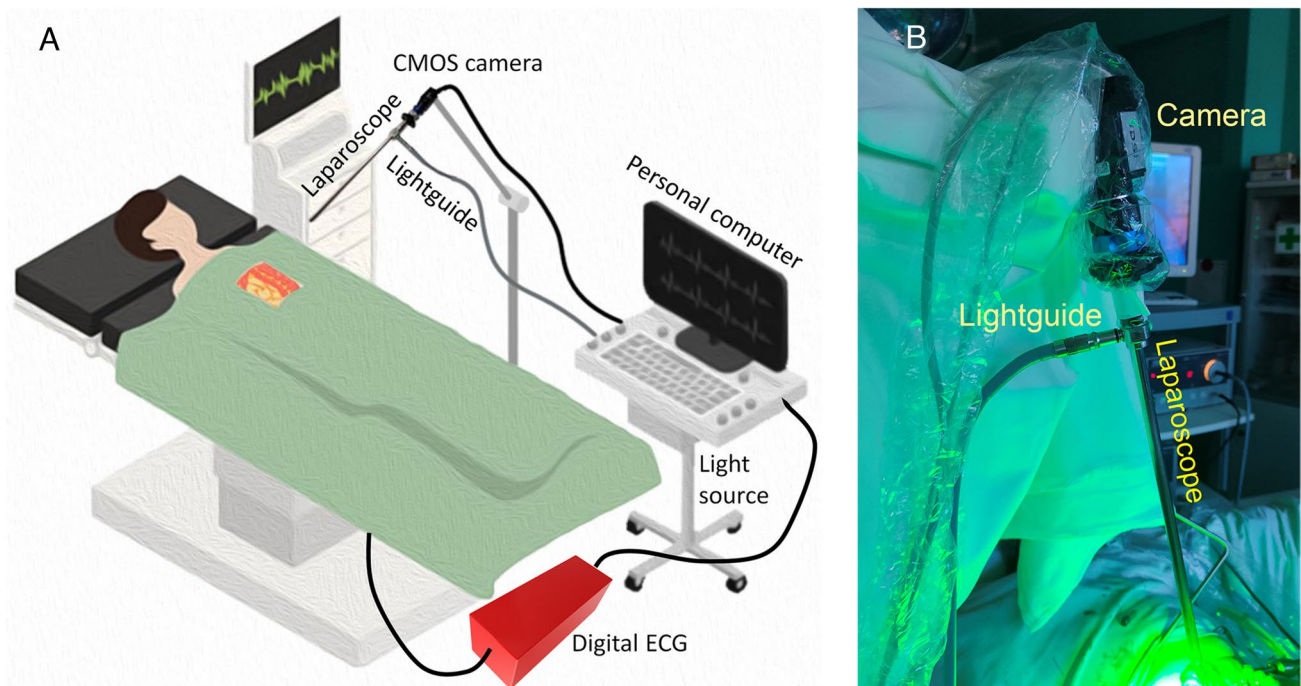 A
CMOS camera
Laparoscope
Lightguide
Personal computer
Light
source
Digital ECG
B
Camera
Lightguide
Laparoscope